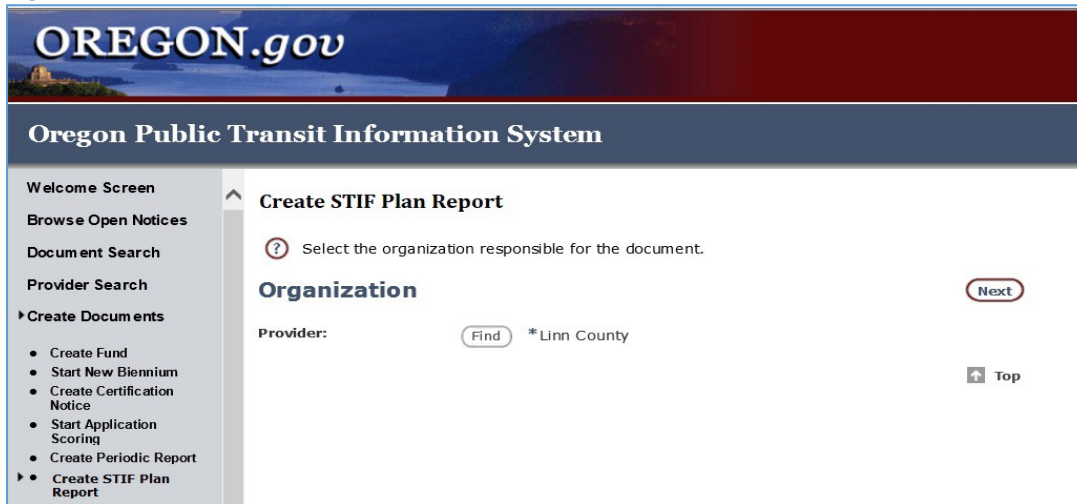 OREGON.gov
Oregon Public Transit Information System
Welcome Screen
Browse Open Notices
Document Search
Provider Search
Create Documents
Create Fund
Start New Biennium
Create Certification
Notice
Start Application
Scoring
Create Periodic Report
Create STIF Plan
Report
Create STIF Plan Report
? Select the organization responsible for the document.
Organization
Next
Provider:
Find
*Linn County
Top